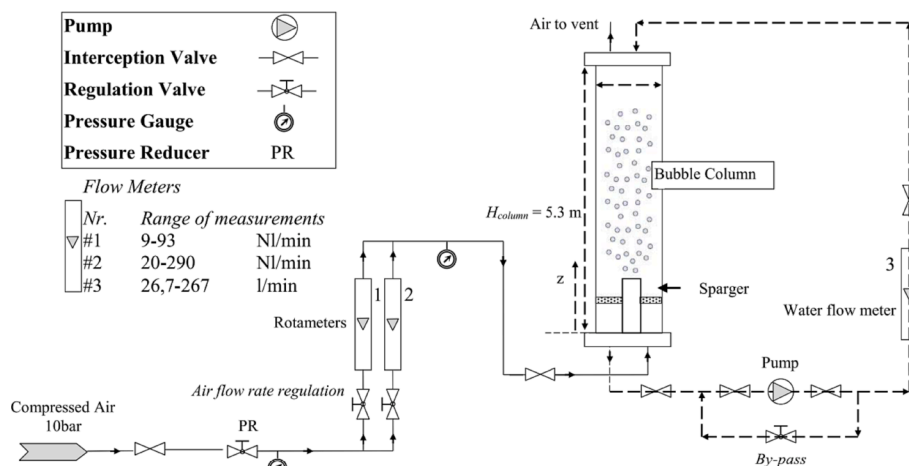 Pump
Interception Valve
Regulation Valve
Pressure Gauge
Pressure Reducer PR
Flow Meters
Nr. Range of measurements
#1 9-93 Nl/min
#2 20-290 Nl/min
#3 26,7-267 l/min
Air to vent
Bubble Column
H_column = 5.3 m
z
Sparger
3
Water flow meter
1 2
Rotameters
Air flow rate regulation
Pump
Compressed Air
10bar
PR
By-pass